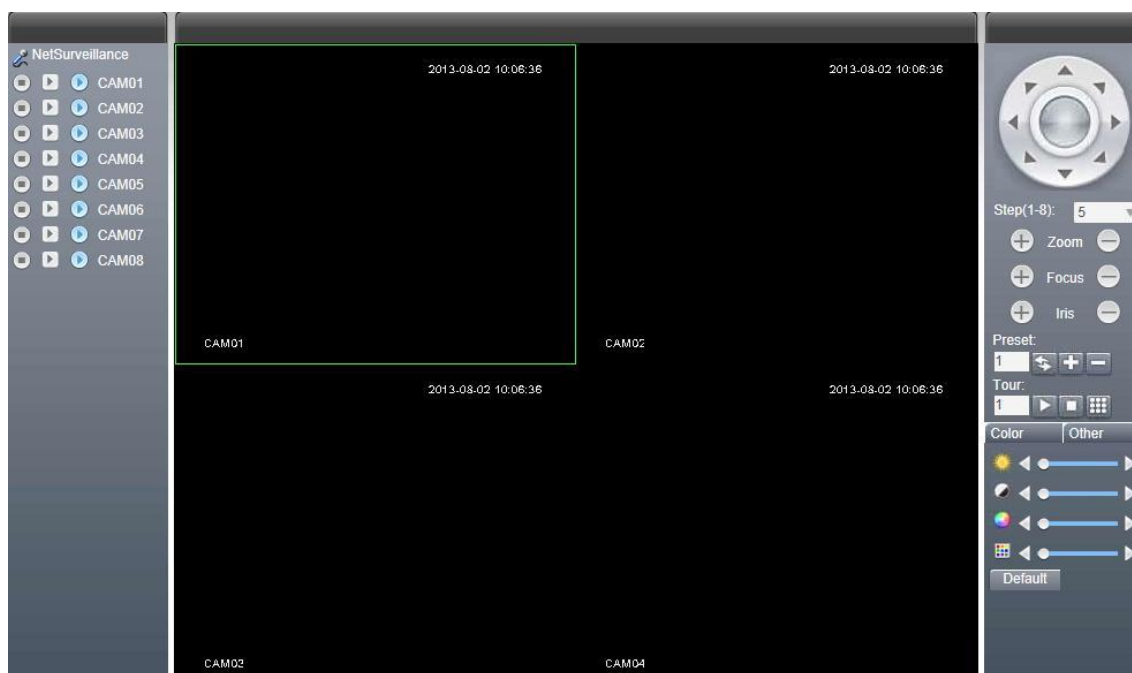 NetSurveillance
CAM01
CAM02
CAM03
CAM04
CAM05
CAM06
CAM07
CAM08
2013-08-02 10:06:36
2013-08-02 10:06:36
CAM01
CAM02
2013-08-02 10:06:36
2013-08-02 10:06:36
CAM03
CAM04
Step(1-8): 5
Zoom
Focus
Iris
Preset:
1
Tour:
1
Color Other
Default